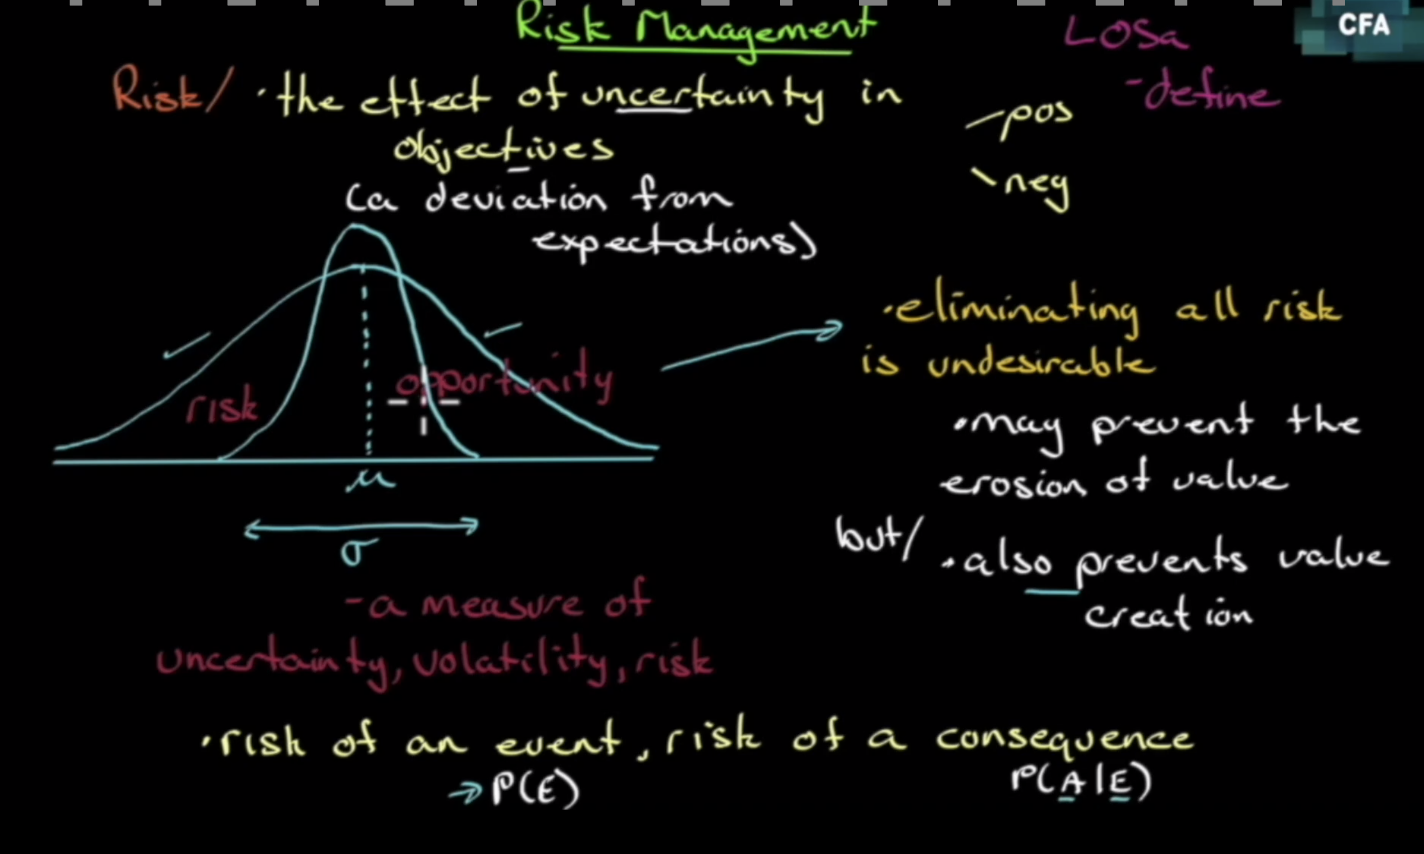 Risk Management
LOSa
CFA
- define
Risk/ · the effect of uncertainty in
objectives
pos
neg
(a deviation from
expectations)
· eliminating all risk
is undesirable
risk
opportunity
· may prevent the
erosion of value
μ
but/ · also prevents value
creation
σ
- a measure of
uncertainty, volatility, risk
· risk of an event, risk of a consequence
→ P(E)
P(A|E)